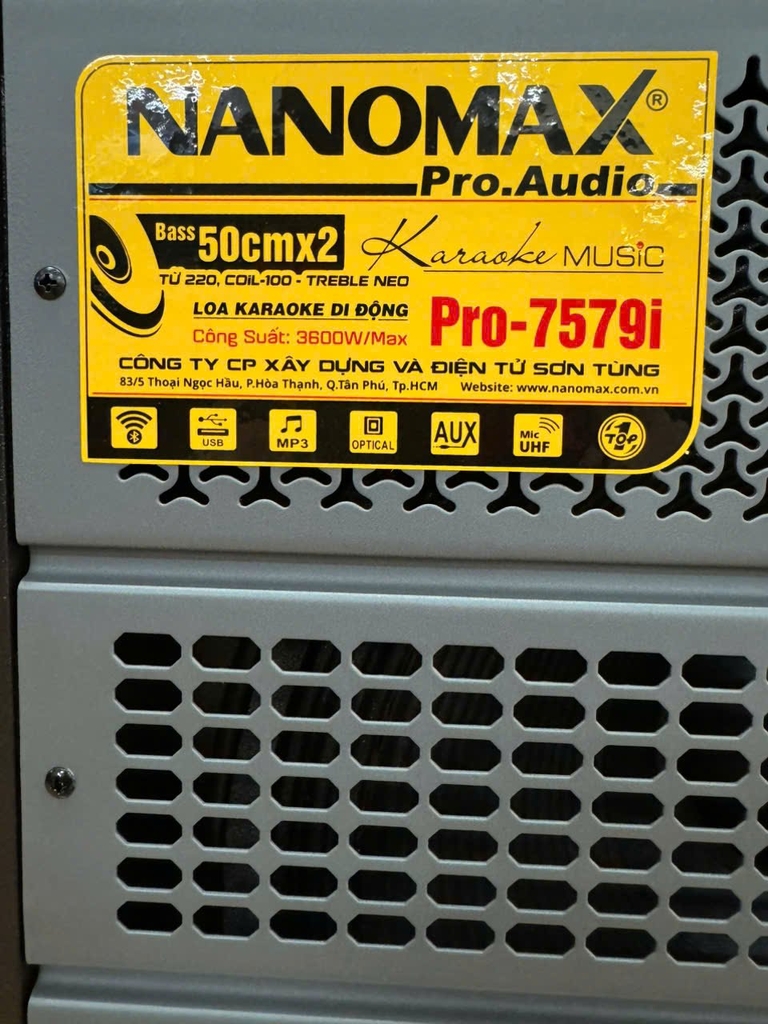 NANOMAX®
Pro.Audio
Bass 50cmx2
Karaoke MUSIC
TỪ 220, COIL-100 - TREBLE NEO
LOA KARAOKE DI ĐỘNG
Công Suất: 3600W/Max
Pro-7579i
CÔNG TY CP XÂY DỰNG VÀ ĐIỆN TỬ SƠN TÙNG
83/5 Thoại Ngọc Hầu, P.Hòa Thạnh, Q.Tân Phú, Tp.HCM Website: www.nanomax.com.vn
USB
MP3
OPTICAL
AUX
Mic UHF
1 TOP